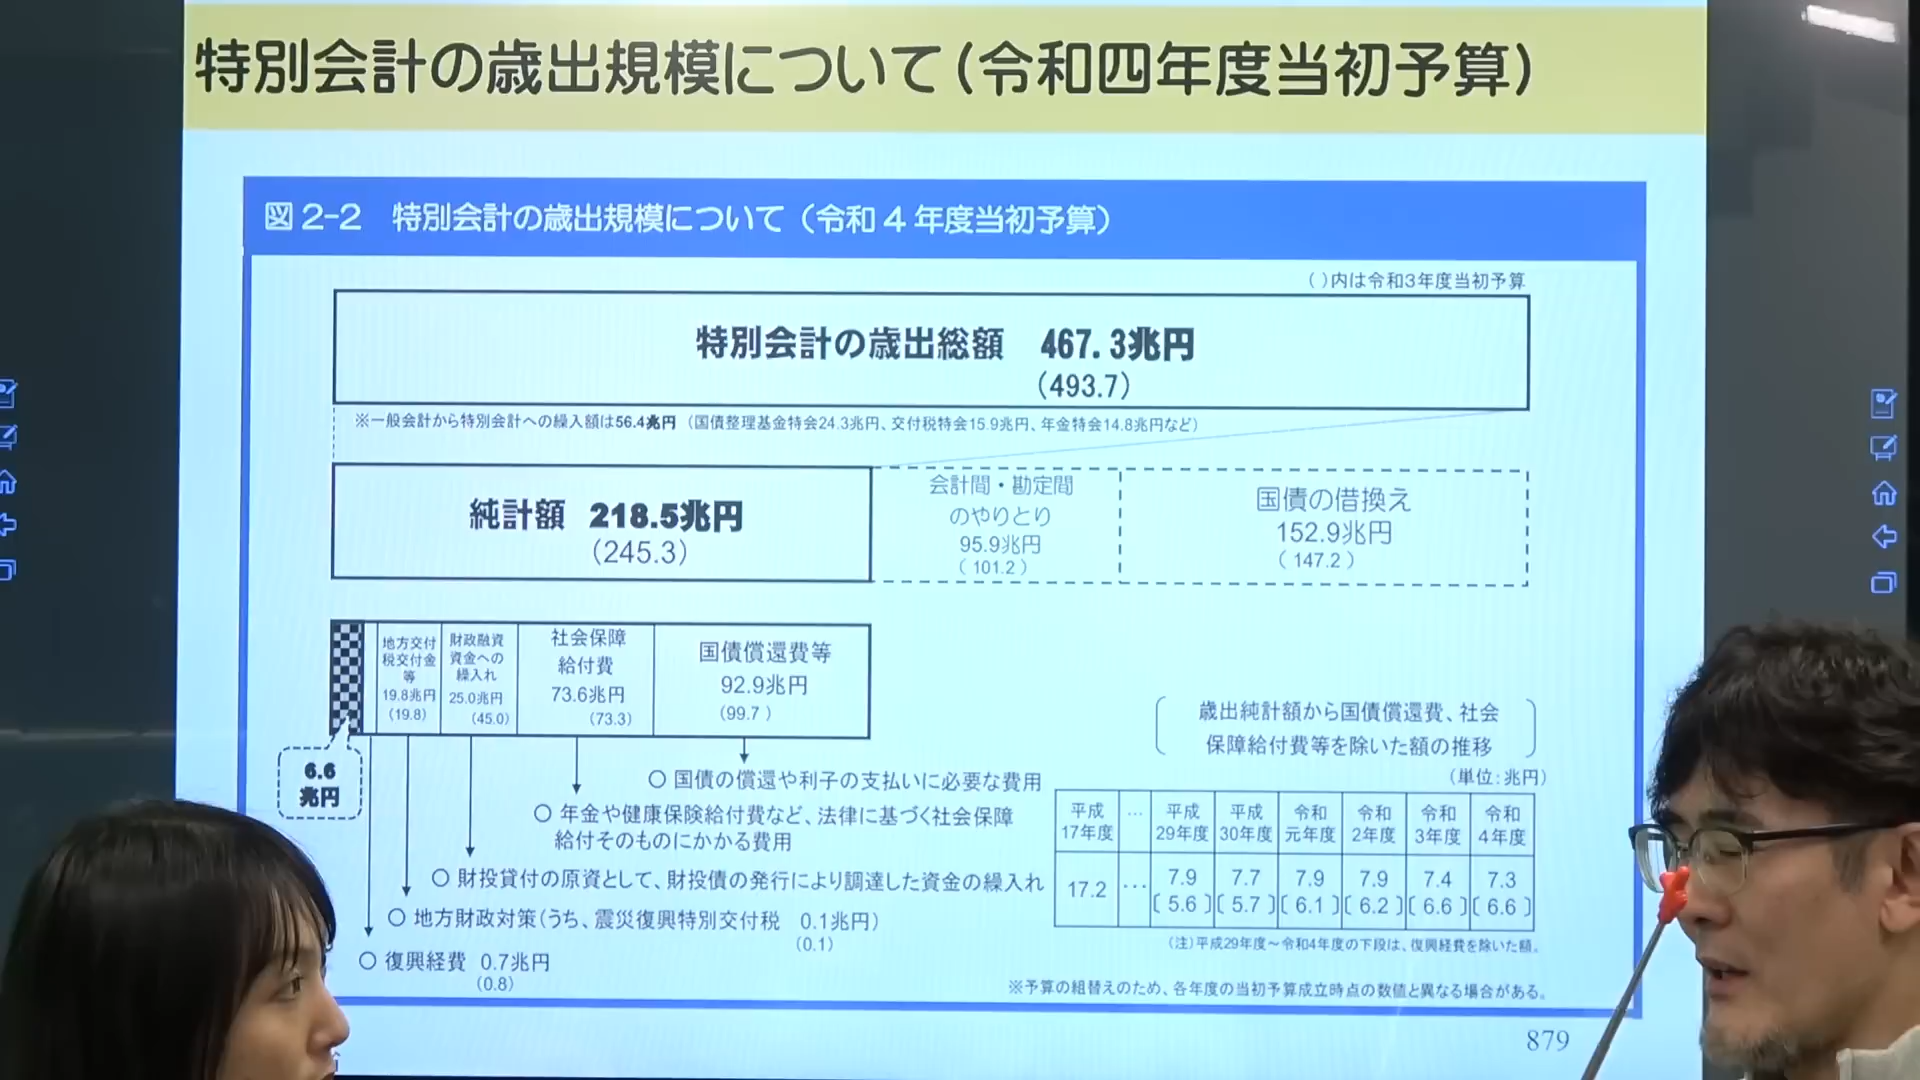 特別会計の歳出規模について(令和四年度当初予算)
図2-2 特別会計の歳出規模について(令和4年度当初予算)
( )内は令和3年度当初予算
特別会計の歳出総額 467.3兆円
(493.7)
※一般会計から特別会計への繰入額は56.4兆円(国債整理基金特会24.3兆円、交付税特会15.9兆円、年金特会14.8兆円など)
純計額 218.5兆円
(245.3)
会計間・勘定間
のやりとり
95.9兆円
(101.2)
国債の借換え
152.9兆円
(147.2)
地方交付
税交付金
等
19.8兆円
(19.8)
財政融資
資金への
繰入れ
25.0兆円
(45.0)
社会保障
給付費
73.6兆円
(73.3)
国債償還費等
92.9兆円
(99.7)
6.6
兆円
○国債の償還や利子の支払いに必要な費用
○年金や健康保険給付費など、法律に基づく社会保障
給付そのものにかかる費用
○財投貸付の原資として、財投債の発行により調達した資金の繰入れ
○地方財政対策(うち、震災復興特別交付税 0.1兆円)
(0.1)
○復興経費 0.7兆円
(0.8)
歳出純計額から国債償還費、社会
保障給付費等を除いた額の推移
(単位:兆円)
平成 … 平成 平成 令和 令和 令和 令和
17年度 29年度 30年度 元年度 2年度 3年度 4年度
17.2 … 7.9 7.7 7.9 7.9 7.4 7.3
[5.6] [5.7] [6.1] [6.2] [6.6] [6.6]
(注)平成29年度~令和4年度の下段は、復興経費を除いた額。
※予算の組替えのため、各年度の当初予算成立時点の数値と異なる場合がある。
879